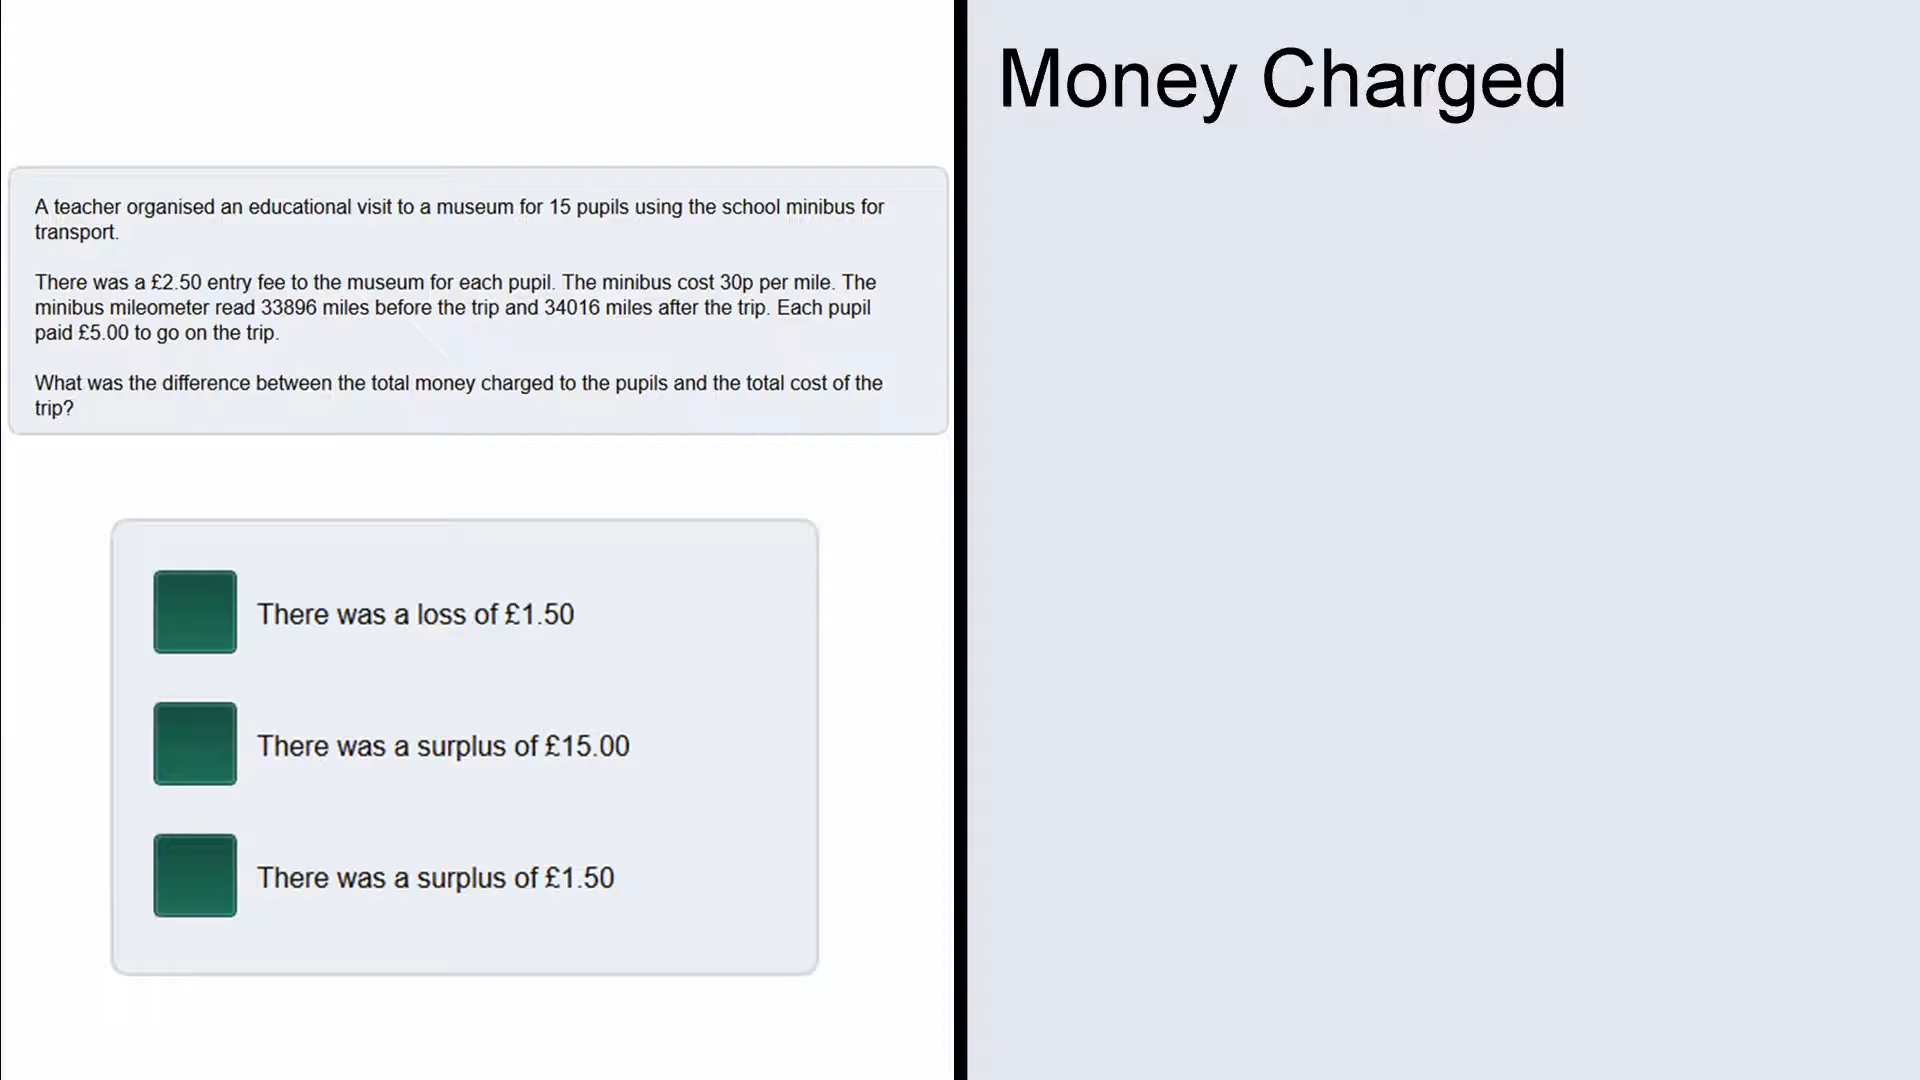 A teacher organised an educational visit to a museum for 15 pupils using the school minibus for
transport.
There was a £2.50 entry fee to the museum for each pupil. The minibus cost 30p per mile. The
minibus mileometer read 33896 miles before the trip and 34016 miles after the trip. Each pupil
paid £5.00 to go on the trip.
What was the difference between the total money charged to the pupils and the total cost of the
trip?
There was a loss of £1.50
There was a surplus of £15.00
There was a surplus of £1.50
Money Charged